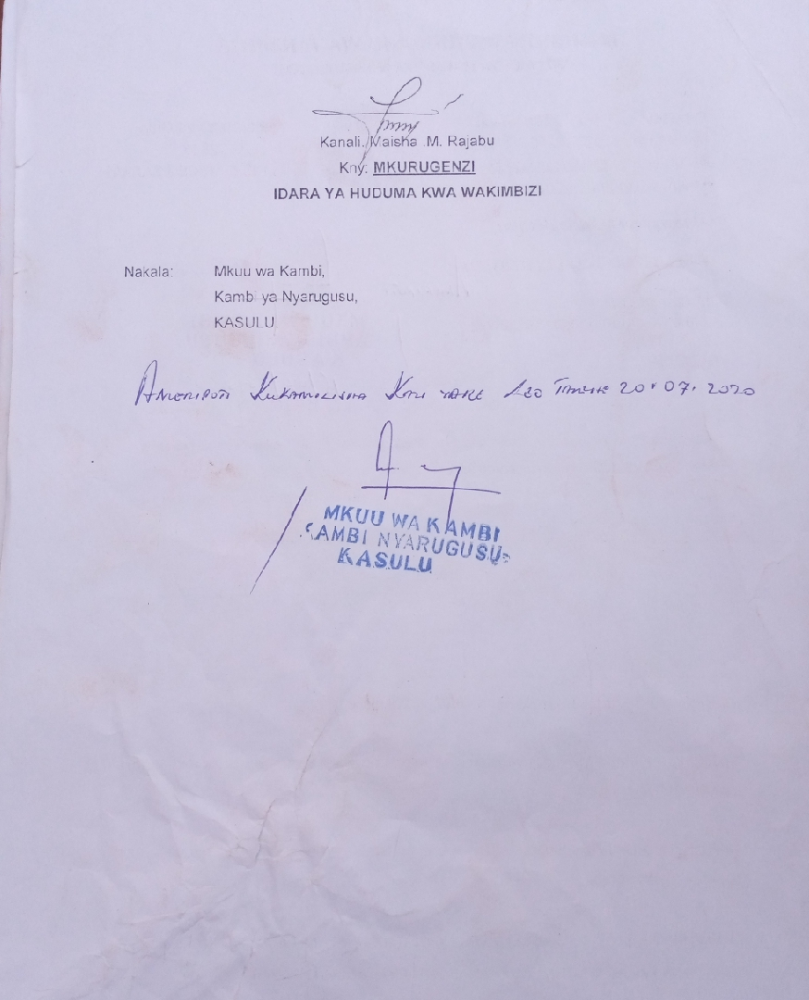 Kanali. Maisha .M. Rajabu
Kny: MKURUGENZI
IDARA YA HUDUMA KWA WAKIMBIZI
Nakala: Mkuu wa Kambi,
Kambi ya Nyarugusu,
KASULU
Ameripoti Kukamilisha Kazi yake Leo Tarehe 20.07.2020
MKUU WA KAMBI
KAMBI NYARUGUSU
KASULU